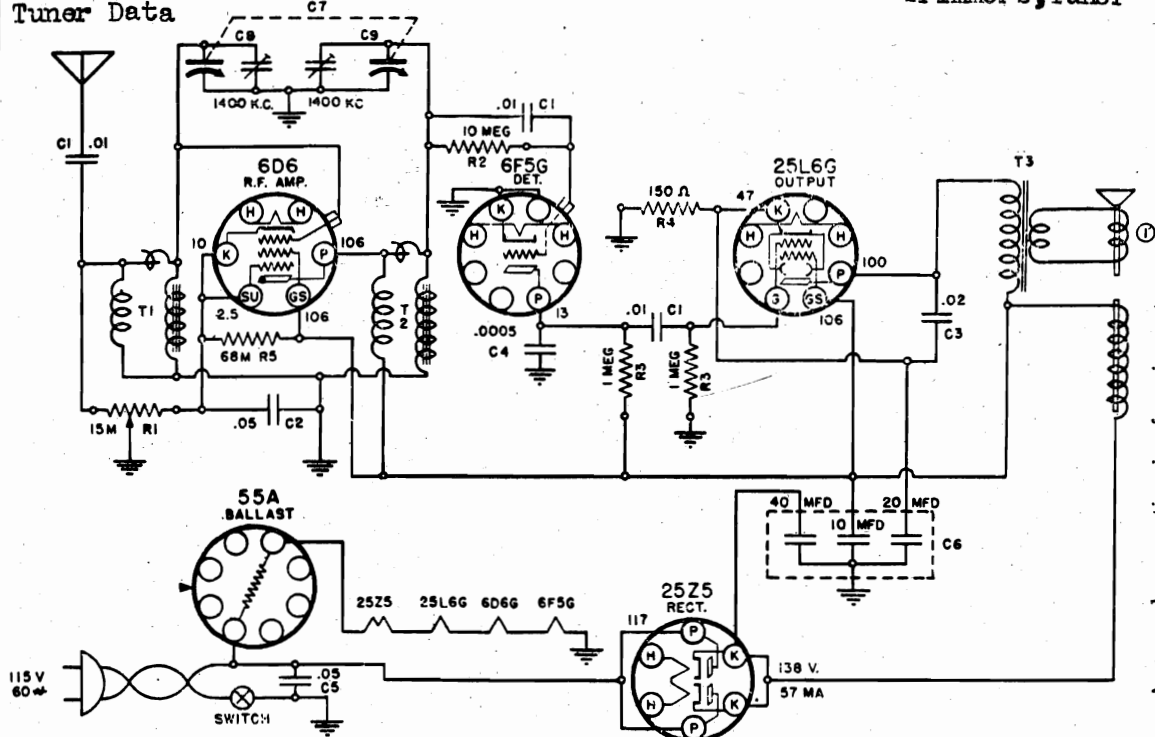 Tuner Data
C7
C8
C9
1400 K.C.
1400 KC
C1 .01
.01 C1
10 MEG
R2
6D6
R.F. AMP.
H
H
K
P
SU
GS
10
106
2.5
106
T1
T
2
68M R5
15M R1
.05 C2
6F5G
DET.
K
H
H
P
13
.0005
C4
.01 C1
1 MEG
R3
1 MEG
R3
150 Ω
R4
25L6G
OUTPUT
47
K
H
H
P
G
GS
100
106
.02
C3
T3
1
55A
BALLAST
25Z5
25L6G
6D6G
6F5G
40 MFD
10 MFD
20 MFD
C6
25Z5
RECT.
117
P
H
K
H
K
P
138 V.
57 MA
115 V
60 ~
.05
C5
SWITCH